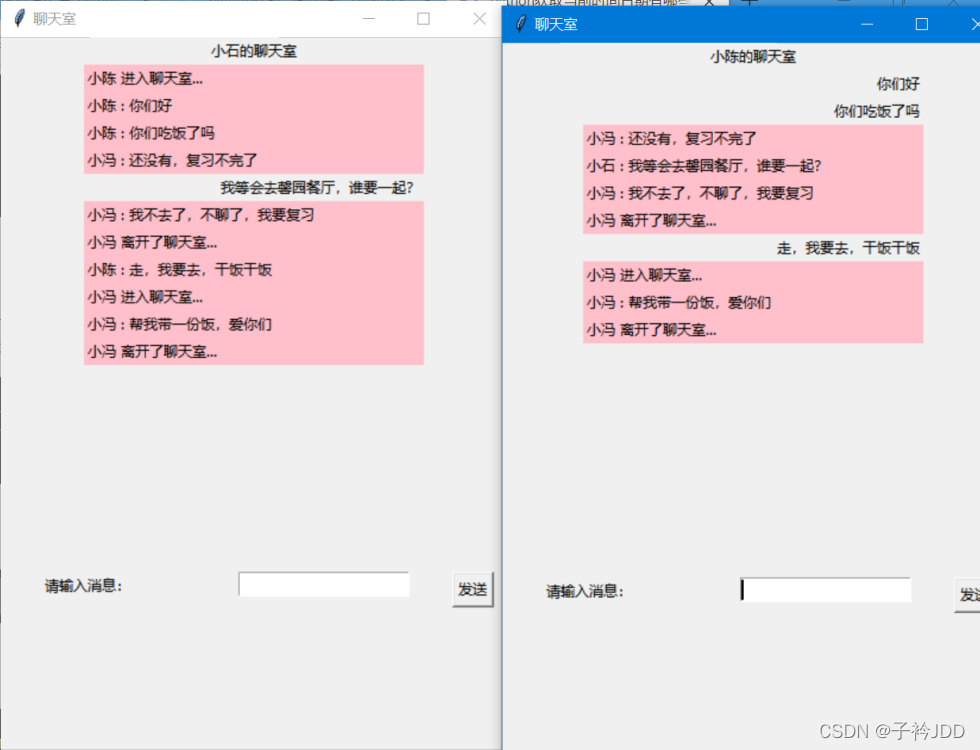 聊天室
小石的聊天室
小陈 进入聊天室...
小陈 : 你们好
小陈 : 你们吃饭了吗
小冯 : 还没有，复习不完了
我等会去馨园餐厅，谁要一起?
小冯 : 我不去了，不聊了，我要复习
小冯 离开了聊天室...
小陈 : 走，我要去，干饭干饭
小冯 进入聊天室...
小冯 : 帮我带一份饭，爱你们
小冯 离开了聊天室...
请输入消息：
发送
聊天室
小陈的聊天室
你们好
你们吃饭了吗
小冯 : 还没有，复习不完了
小石 : 我等会去馨园餐厅，谁要一起?
小冯 : 我不去了，不聊了，我要复习
小冯 离开了聊天室...
走，我要去，干饭干饭
小冯 进入聊天室...
小冯 : 帮我带一份饭，爱你们
小冯 离开了聊天室...
请输入消息：
发
CSDN @子衿JDD